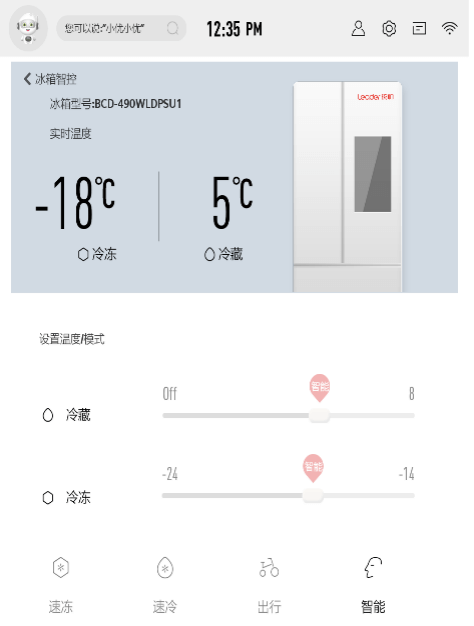 您可以说:“小优小优”
12:35 PM
冰箱智控
冰箱型号:BCD-490WLDPSU1
Leader
实时温度
-18℃ 5℃
冷冻 冷藏
设置温度/模式
智能
Off 8
冷藏
智能
-24 -14
冷冻
速冻 速冷 出行 智能